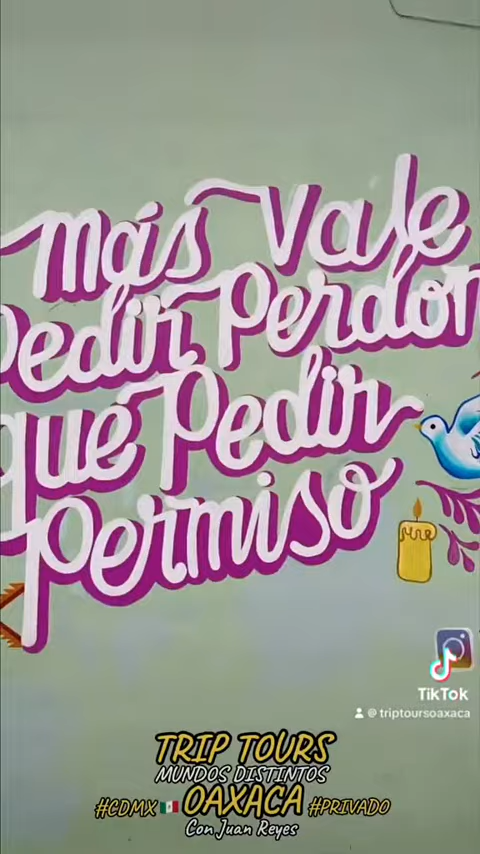 más Vale
Pedir Perdón
que Pedir
Permiso
TikTok
@triptoursoaxaca
TRIP TOURS
MUNDOS DISTINTOS
#CDMX🇲🇽 OAXACA #PRIVADO
Con Juan Reyes